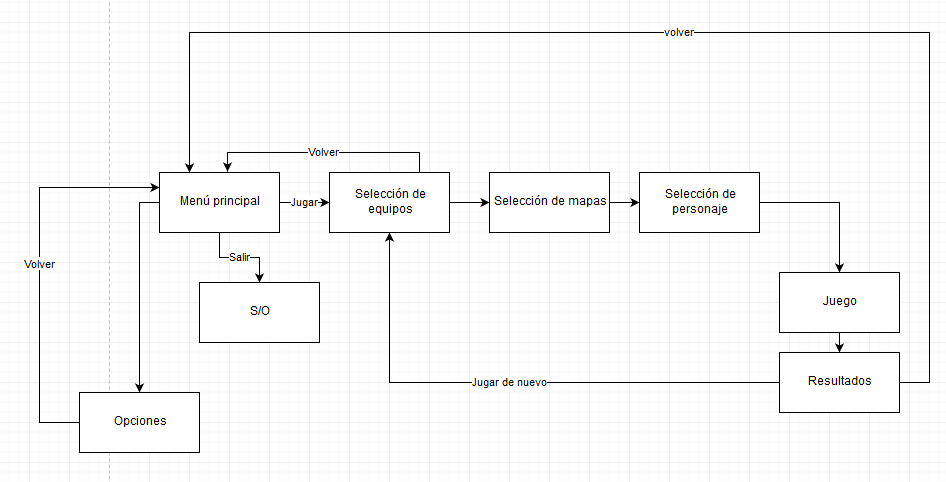 volver
Volver
Menú principal
Jugar
Selección de
equipos
Selección de mapas
Selección de
personaje
Salir
Volver
S/O
Juego
Jugar de nuevo
Resultados
Opciones